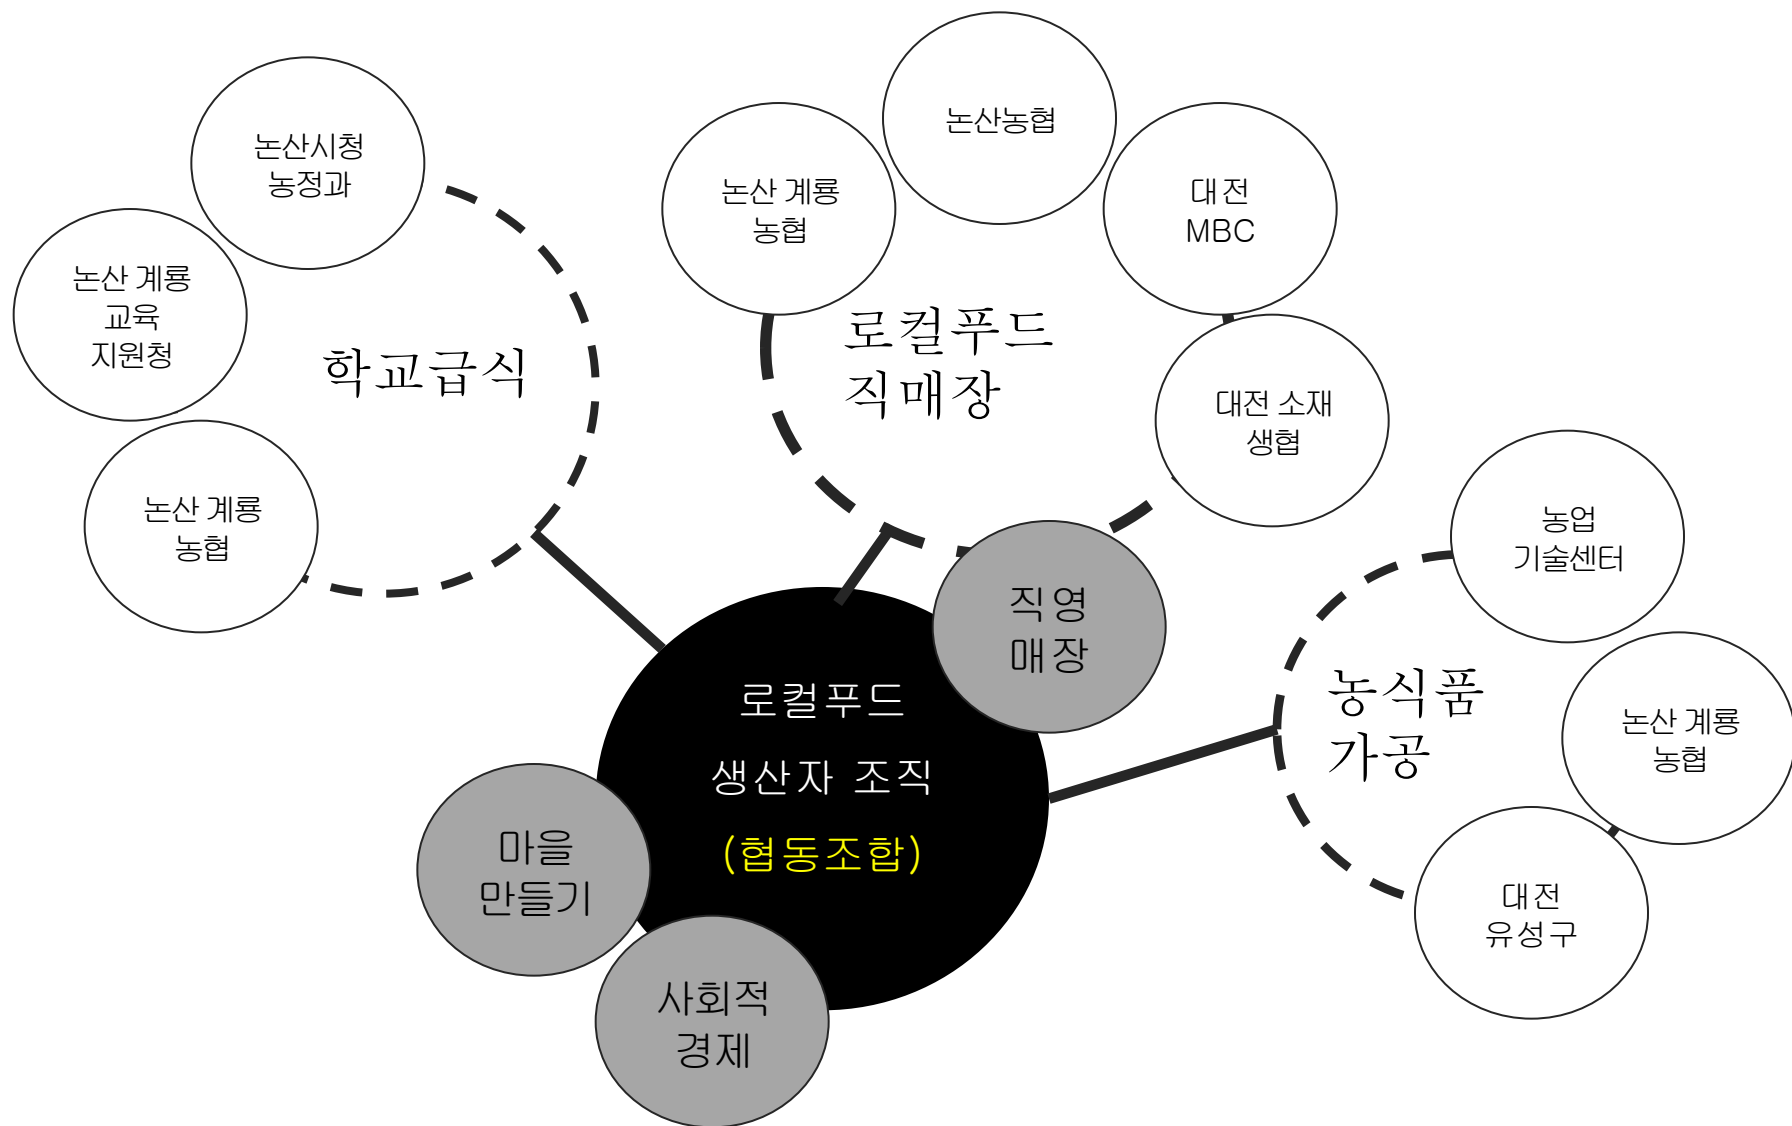 논산시청
농정과
논산 계룡
교육
지원청
논산 계룡
농협
학교급식
논산 계룡
농협
논산농협
대전
MBC
대전 소재
생협
로컬푸드
직매장
농업
기술센터
논산 계룡
농협
대전
유성구
농식품
가공
직영
매장
로컬푸드
생산자 조직
(협동조합)
마을
만들기
사회적
경제